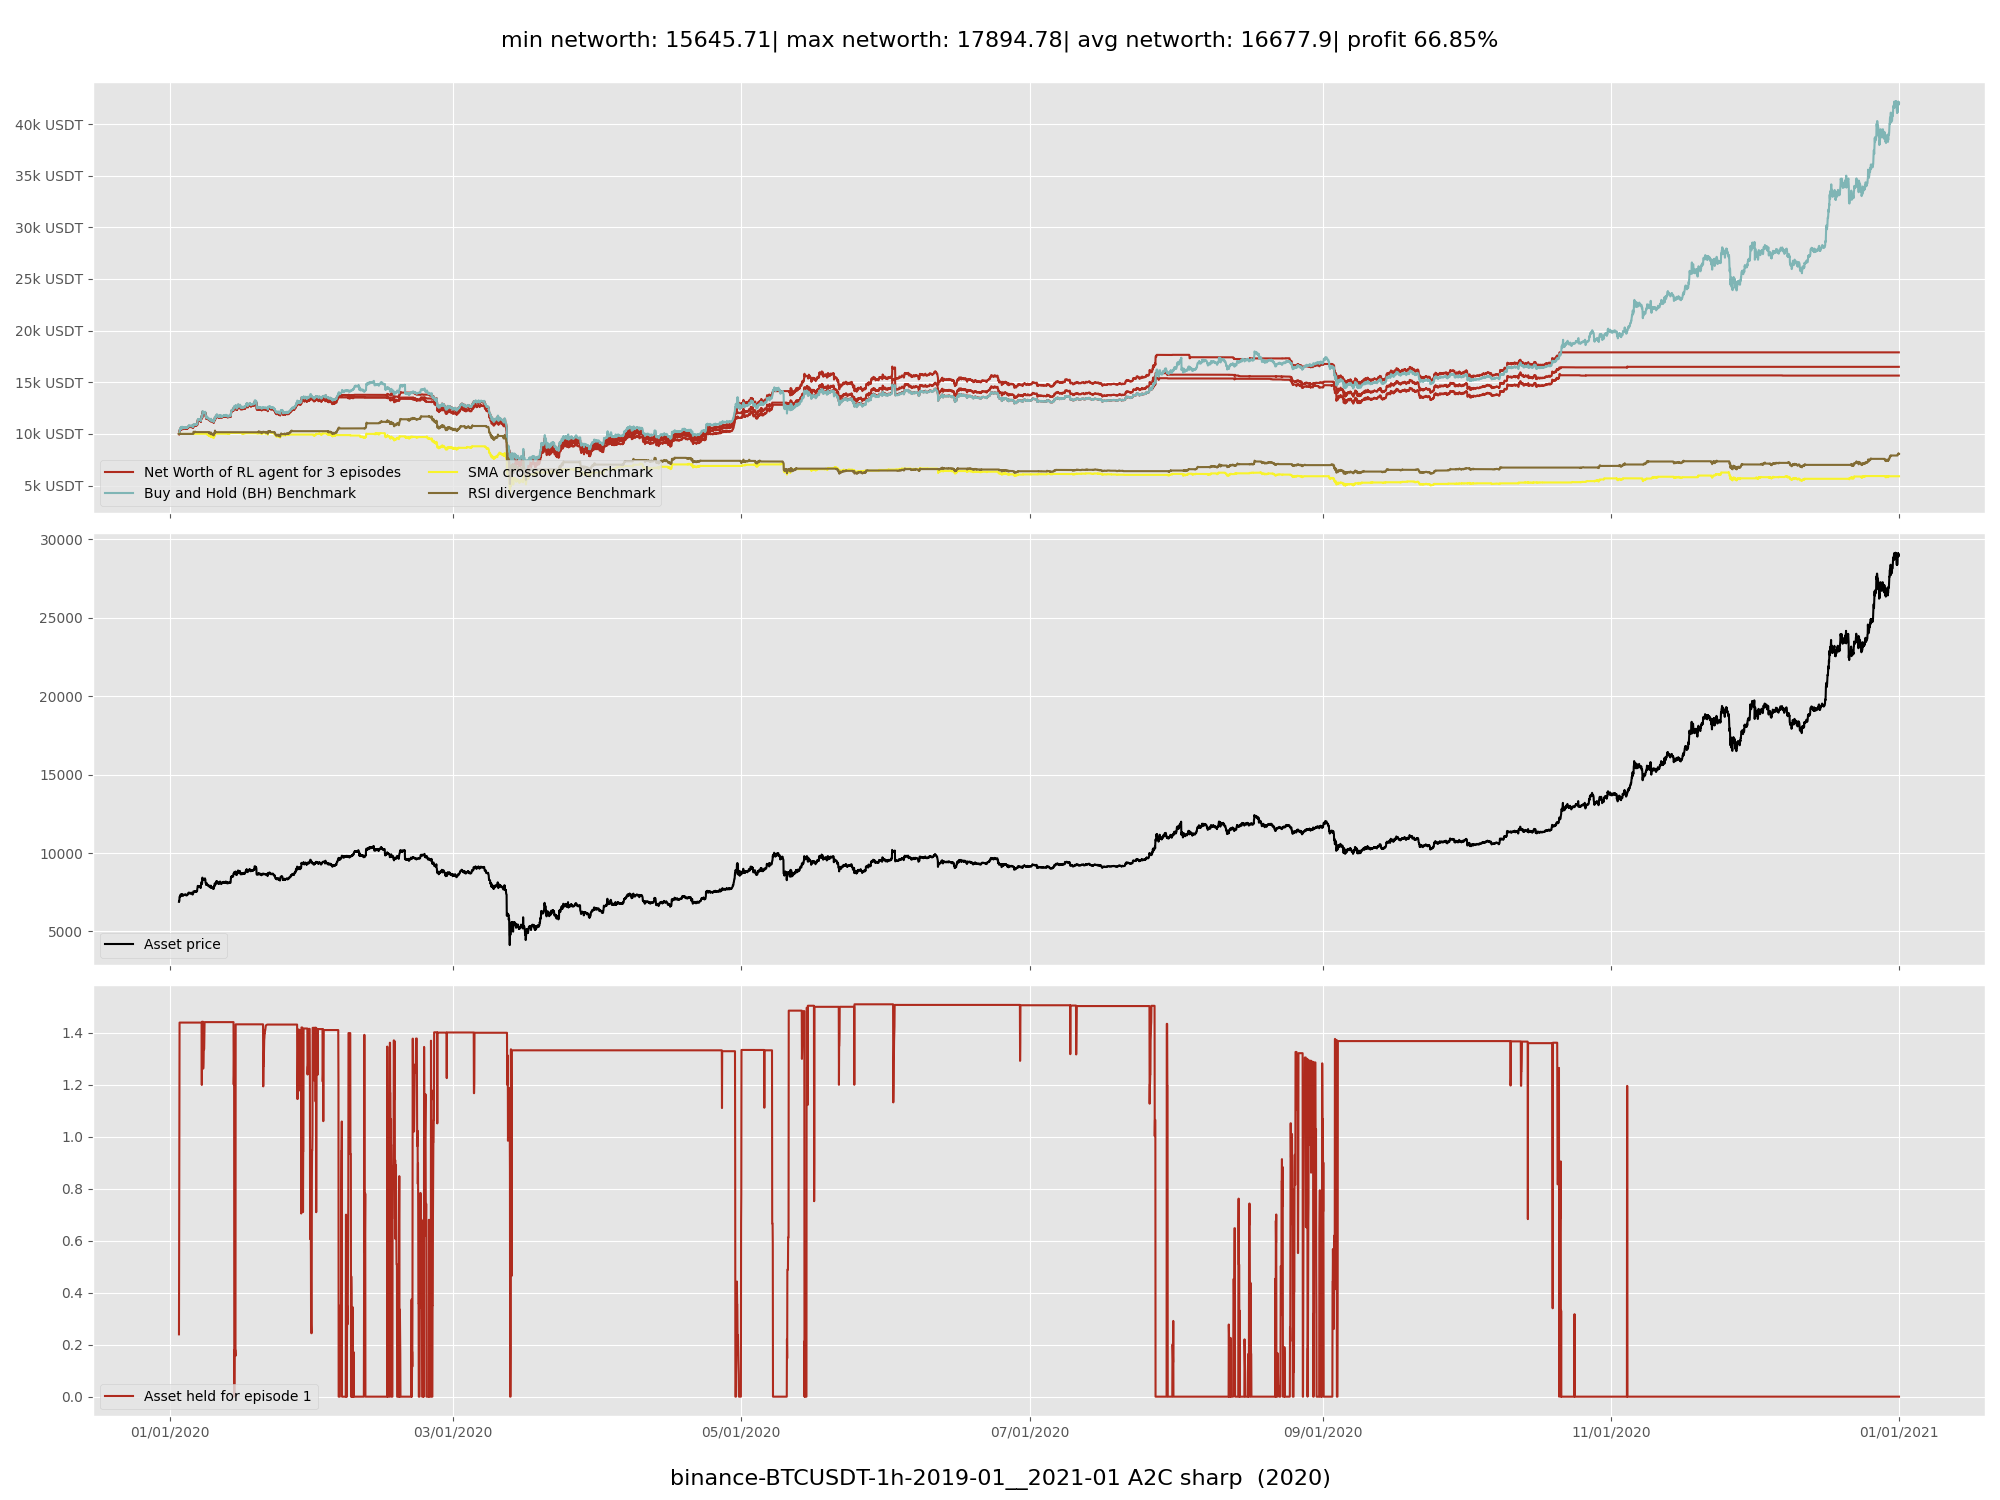 min networth: 15645.71| max networth: 17894.78| avg networth: 16677.9| profit 66.85%
40k USDT
35k USDT
30k USDT
25k USDT
20k USDT
15k USDT
10k USDT
5k USDT
Net Worth of RL agent for 3 episodes
Buy and Hold (BH) Benchmark
SMA crossover Benchmark
RSI divergence Benchmark
30000
25000
20000
15000
10000
5000
Asset price
1.4
1.2
1.0
0.8
0.6
0.4
0.2
0.0
Asset held for episode 1
01/01/2020 03/01/2020 05/01/2020 07/01/2020 09/01/2020 11/01/2020 01/01/2021
binance-BTCUSDT-1h-2019-01__2021-01 A2C sharp (2020)